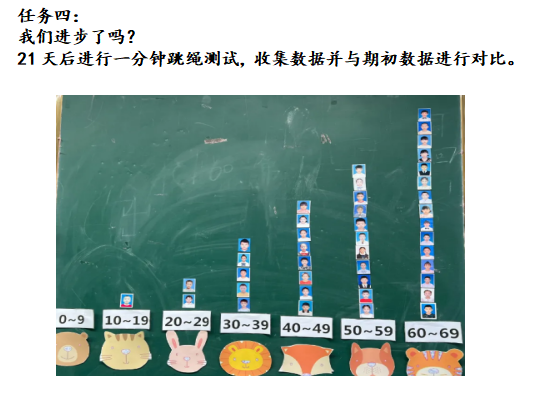 任务四：
我们进步了吗？
21 天后进行一分钟跳绳测试，收集数据并与期初数据进行对比。
0~9 10~19 20~29 30~39 40~49 50~59 60~69